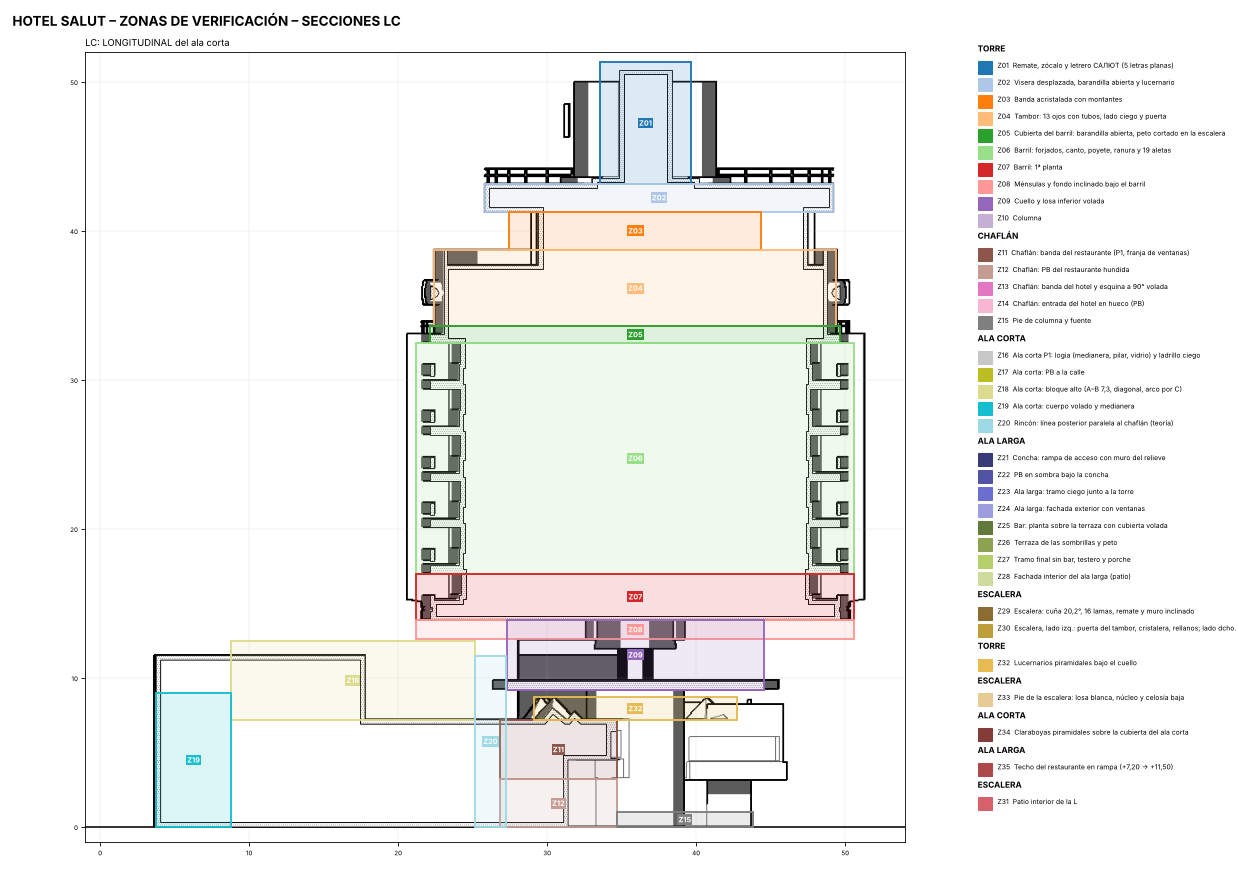 HOTEL SALUT – ZONAS DE VERIFICACIÓN – SECCIONES LC
LC: LONGITUDINAL del ala corta
50
40
30
20
10
0
0
10
20
30
40
50
Z01
Z02
Z03
Z04
Z05
Z06
Z07
Z08
Z09
Z18
Z32
Z20
Z11
Z19
Z12
Z15
TORRE
Z01 Remate, zócalo y letrero САЛЮТ (5 letras planas)
Z02 Visera desplazada, barandilla abierta y lucernario
Z03 Banda acristalada con montantes
Z04 Tambor: 13 ojos con tubos, lado ciego y puerta
Z05 Cubierta del barril: barandilla abierta, peto cortado en la escalera
Z06 Barril: forjados, canto, poyete, ranura y 19 aletas
Z07 Barril: 1ª planta
Z08 Ménsulas y fondo inclinado bajo el barril
Z09 Cuello y losa inferior volada
Z10 Columna
CHAFLÁN
Z11 Chaflán: banda del restaurante (P1, franja de ventanas)
Z12 Chaflán: PB del restaurante hundida
Z13 Chaflán: banda del hotel y esquina a 90° volada
Z14 Chaflán: entrada del hotel en hueco (PB)
Z15 Pie de columna y fuente
ALA CORTA
Z16 Ala corta P1: logia (medianera, pilar, vidrio) y ladrillo ciego
Z17 Ala corta: PB a la calle
Z18 Ala corta: bloque alto (A–B 7,3, diagonal, arco por C)
Z19 Ala corta: cuerpo volado y medianera
Z20 Rincón: línea posterior paralela al chaflán (teoría)
ALA LARGA
Z21 Concha: rampa de acceso con muro del relieve
Z22 PB en sombra bajo la concha
Z23 Ala larga: tramo ciego junto a la torre
Z24 Ala larga: fachada exterior con ventanas
Z25 Bar: planta sobre la terraza con cubierta volada
Z26 Terraza de las sombrillas y peto
Z27 Tramo final sin bar, testero y porche
Z28 Fachada interior del ala larga (patio)
ESCALERA
Z29 Escalera: cuña 20,2°, 16 lamas, remate y muro inclinado
Z30 Escalera, lado izq.: puerta del tambor, cristalera, rellanos; lado dcho.
TORRE
Z32 Lucernarios piramidales bajo el cuello
ESCALERA
Z33 Pie de la escalera: losa blanca, núcleo y celosía baja
ALA CORTA
Z34 Claraboyas piramidales sobre la cubierta del ala corta
ALA LARGA
Z35 Techo del restaurante en rampa (+7,20 → +11,50)
ESCALERA
Z31 Patio interior de la L